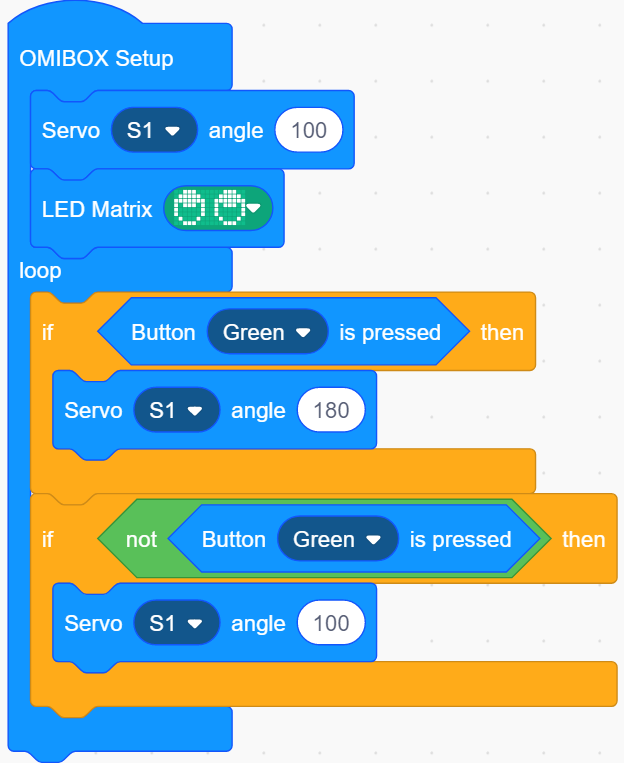 OMIBOX Setup
Servo S1 angle 100
LED Matrix
loop
if Button Green is pressed then
Servo S1 angle 180
if not Button Green is pressed then
Servo S1 angle 100